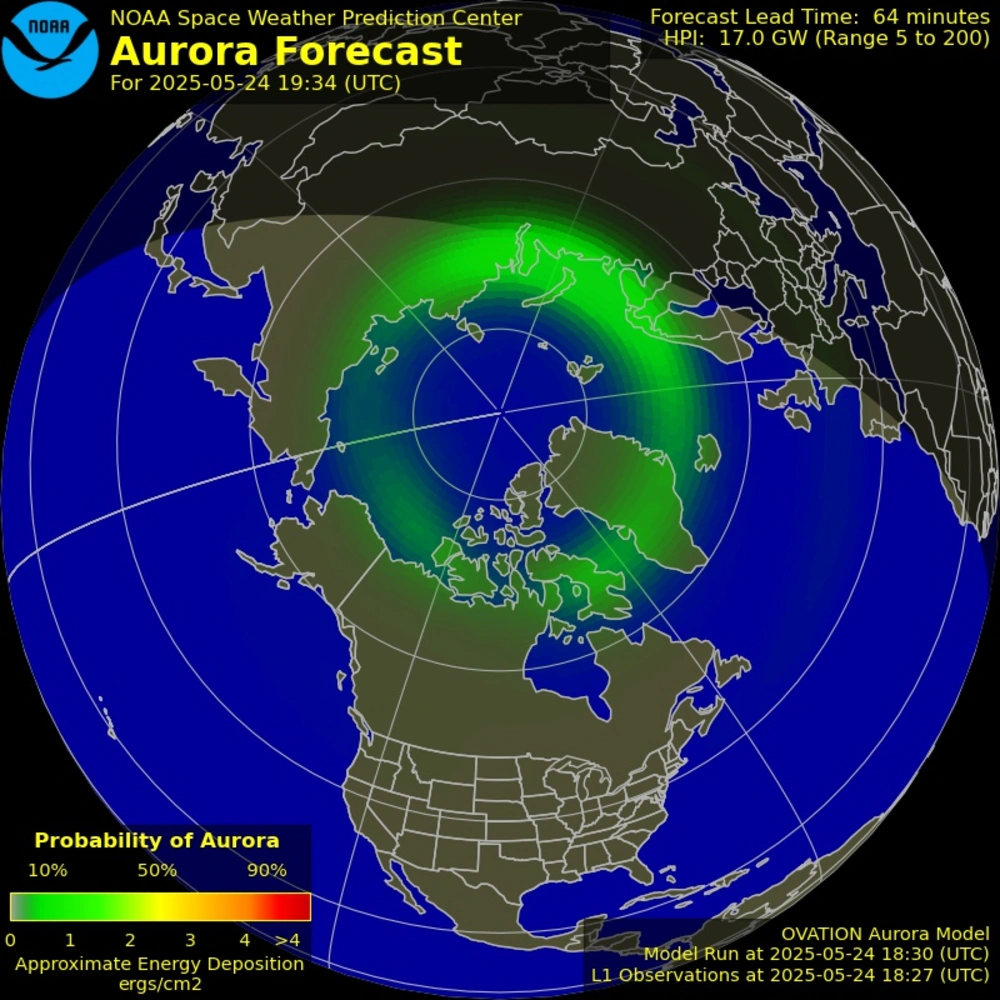 NOAA
NOAA Space Weather Prediction Center
Aurora Forecast
For 2025-05-24 19:34 (UTC)
Forecast Lead Time:  64 minutes
HPI:  17.0 GW (Range 5 to 200)
Probability of Aurora
10% 50% 90%
0 1 2 3 4 >4
Approximate Energy Deposition
ergs/cm2
OVATION Aurora Model
Model Run at 2025-05-24 18:30 (UTC)
L1 Observations at 2025-05-24 18:27 (UTC)